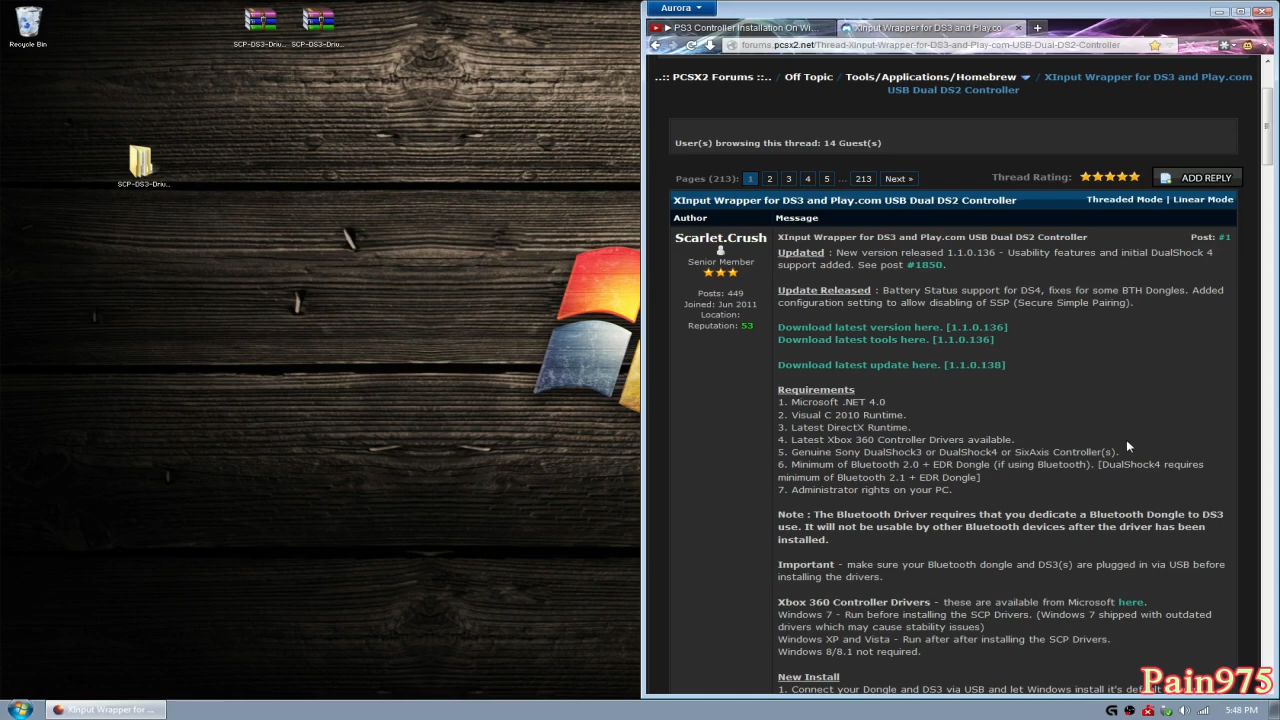 Recycle Bin
SCP-DS3-Driv...
SCP-DS3-Driv...
SCP-DS3-Driv...
Aurora
PS3 Controller Installation On Wi...
XInput Wrapper for DS3 and Play.co...
forums.pcsx2.net/Thread-XInput-Wrapper-for-DS3-and-Play-com-USB-Dual-DS2-Controller
..:: PCSX2 Forums ::.. / Off Topic / Tools/Applications/Homebrew / XInput Wrapper for DS3 and Play.com
USB Dual DS2 Controller
User(s) browsing this thread: 14 Guest(s)
Pages (213): 1 2 3 4 5 ... 213 Next »
Thread Rating:
ADD REPLY
XInput Wrapper for DS3 and Play.com USB Dual DS2 Controller
Threaded Mode | Linear Mode
Author
Message
Scarlet.Crush
Senior Member
Posts: 449
Joined: Jun 2011
Location:
Reputation: 53
XInput Wrapper for DS3 and Play.com USB Dual DS2 Controller
Post: #1
Updated : New version released 1.1.0.136 - Usability features and initial DualShock 4
support added. See post #1850.
Update Released : Battery Status support for DS4, fixes for some BTH Dongles. Added
configuration setting to allow disabling of SSP (Secure Simple Pairing).
Download latest version here. [1.1.0.136]
Download latest tools here. [1.1.0.136]
Download latest update here. [1.1.0.138]
Requirements
1. Microsoft .NET 4.0
2. Visual C 2010 Runtime.
3. Latest DirectX Runtime.
4. Latest Xbox 360 Controller Drivers available.
5. Genuine Sony DualShock3 or DualShock4 or SixAxis Controller(s).
6. Minimum of Bluetooth 2.0 + EDR Dongle (if using Bluetooth). [DualShock4 requires
minimum of Bluetooth 2.1 + EDR Dongle]
7. Administrator rights on your PC.
Note : The Bluetooth Driver requires that you dedicate a Bluetooth Dongle to DS3
use. It will not be usable by other Bluetooth devices after the driver has been
installed.
Important - make sure your Bluetooth dongle and DS3(s) are plugged in via USB before
installing the drivers.
Xbox 360 Controller Drivers - these are available from Microsoft here.
Windows 7 - Run before installing the SCP Drivers. (Windows 7 shipped with outdated
drivers which may cause stability issues)
Windows XP and Vista - Run after after installing the SCP Drivers.
Windows 8/8.1 not required.
New Install
1. Connect your Dongle and DS3 via USB and let Windows install it's def
Pain975
XInput Wrapper for ...
5:48 PM